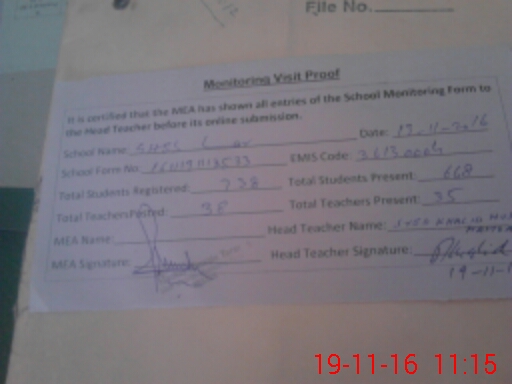 File No.
Monitoring Visit Proof
It is certified that the MEA has shown all entries of the School Monitoring Form to
the Head Teacher before its online submission.
School Name: Date: -11-2016
School Form No: EMIS Code:
Total Students Registered: 738 Total Students Present: 668
Total Teachers Posted: 38 Total Teachers Present: 35
MEA Name: Head Teacher Name: SYED KHALID
MEA Signature: Head Teacher Signature:
19-11-
19-11-16 11:15